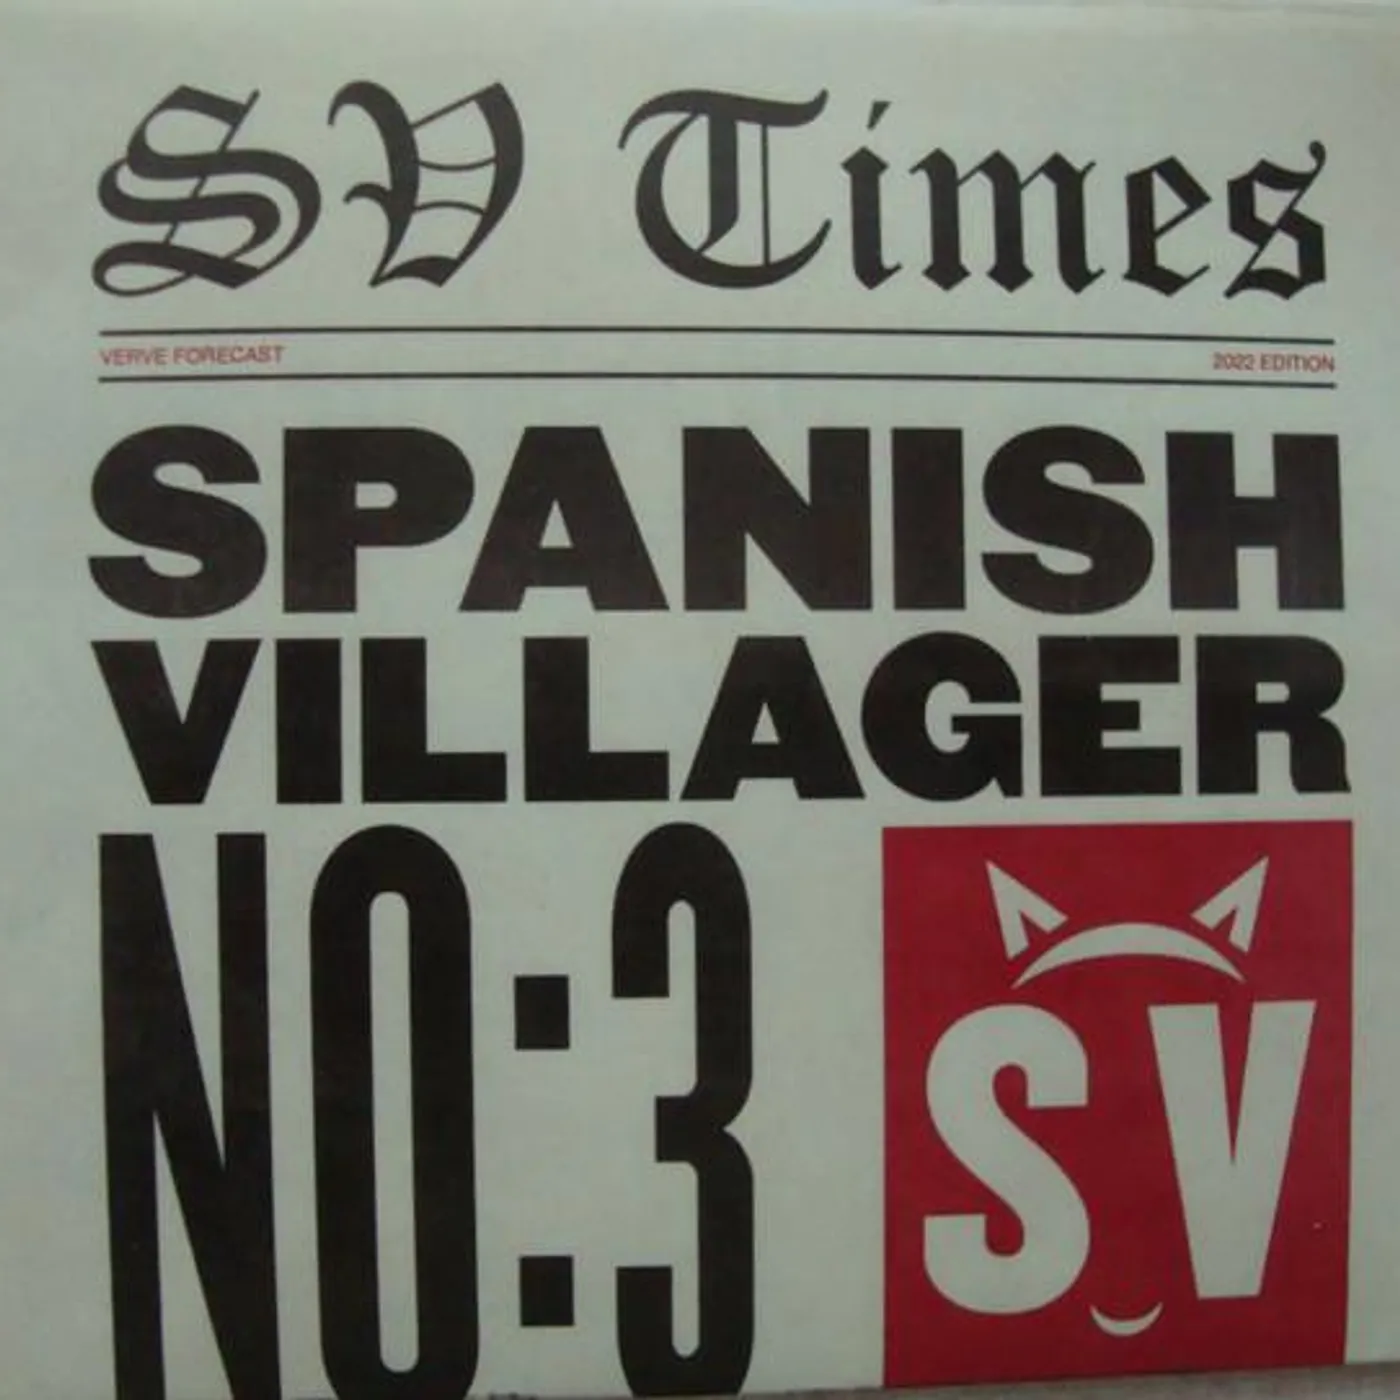 SV Times
VERVE FORECAST 2022 EDITION
SPANISH
VILLAGER
NO:3
SV